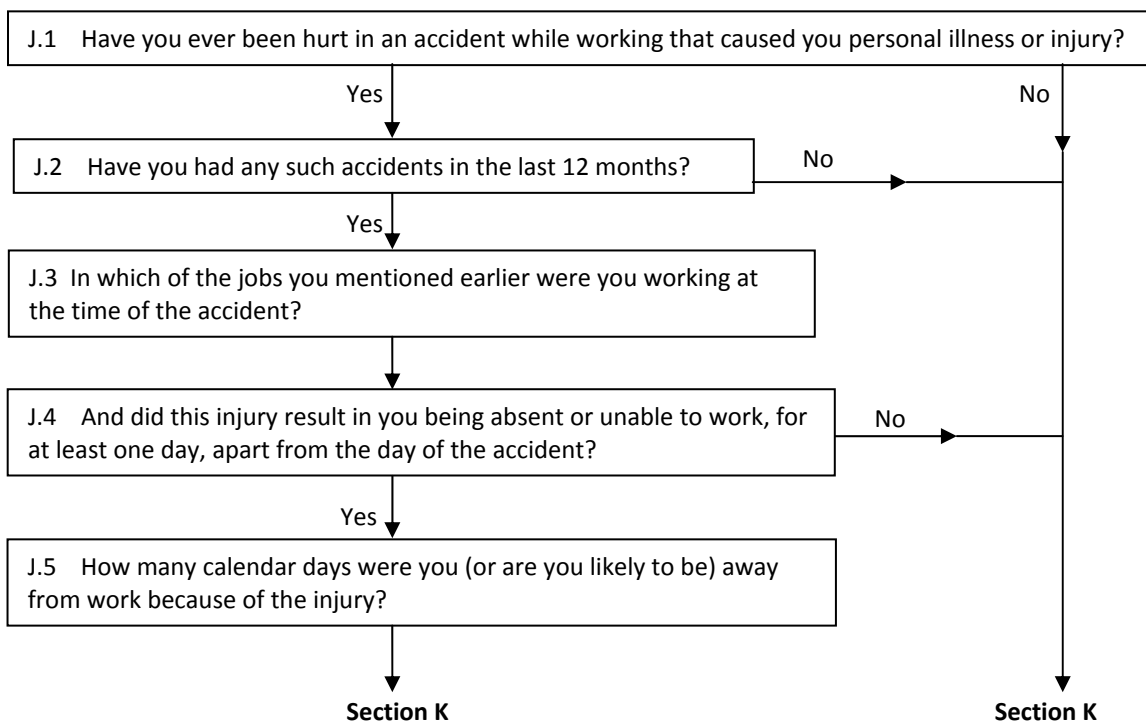 J.1 Have you ever been hurt in an accident while working that caused you personal illness or injury?
Yes
No
J.2 Have you had any such accidents in the last 12 months?
No
Yes
J.3 In which of the jobs you mentioned earlier were you working at
the time of the accident?
J.4 And did this injury result in you being absent or unable to work, for
at least one day, apart from the day of the accident?
No
Yes
J.5 How many calendar days were you (or are you likely to be) away
from work because of the injury?
Section K
Section K